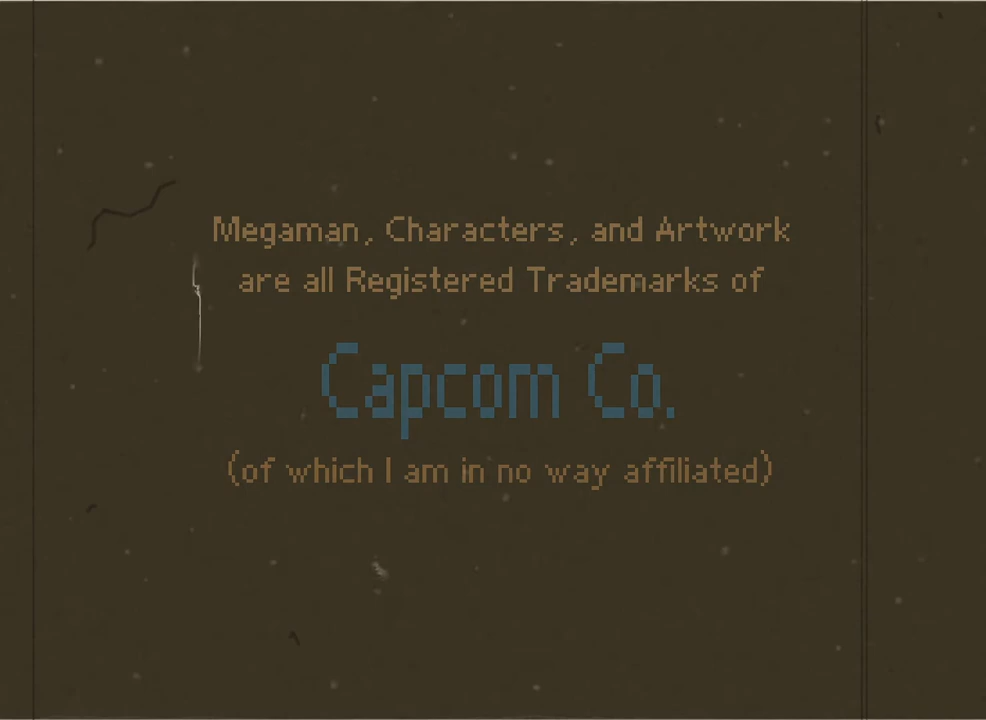 Megaman, Characters, and Artwork
are all Registered Trademarks of
Capcom Co.
(of which I am in no way affiliated)